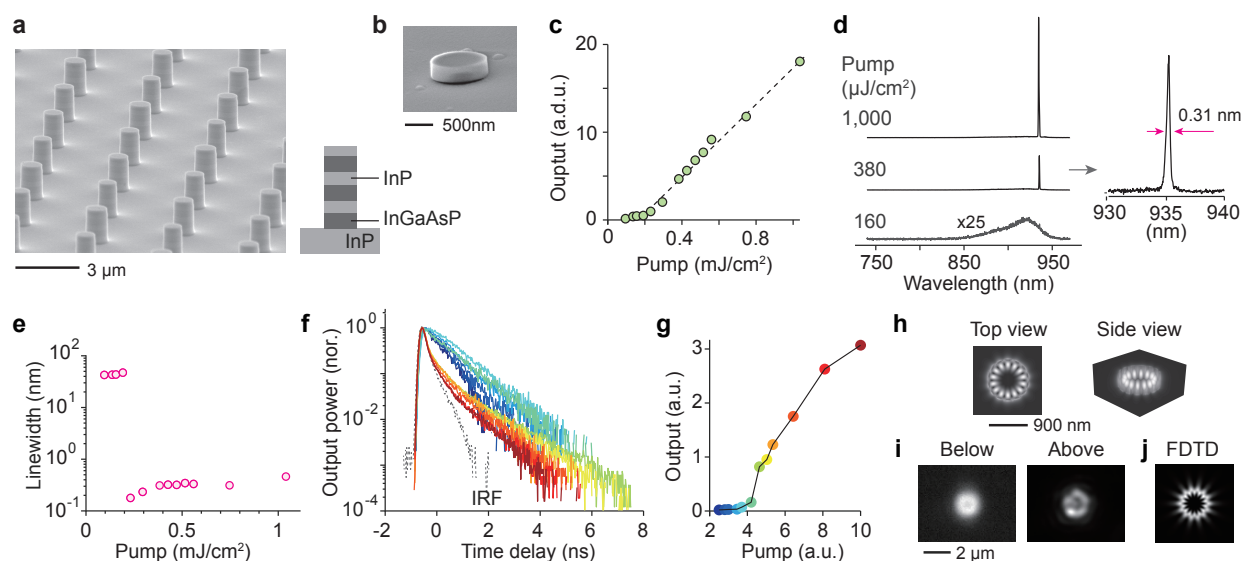 a
3 µm
InP
InGaAsP
InP
b
500nm
c
Ouptut (a.d.u.)
20
10
0
0
0.4
0.8
Pump (mJ/cm²)
d
Pump
(µJ/cm²)
1,000
380
160
x25
750
850
950
Wavelength (nm)
0.31 nm
930
935
940
(nm)
e
Linewidth (nm)
10²
10¹
10⁰
10⁻¹
0
0.5
1
Pump (mJ/cm²)
f
Output power (nor.)
10⁰
10⁻²
10⁻⁴
IRF
-2
0
2
4
6
8
Time delay (ns)
g
Output (a.u.)
3
2
1
0
2
4
6
8
10
Pump (a.u.)
h
Top view
Side view
900 nm
i
Below
Above
2 µm
j
FDTD